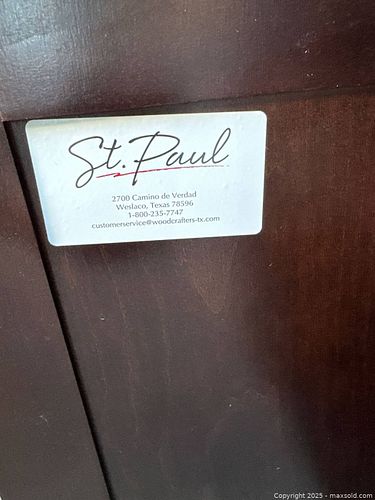 St. Paul
2700 Camino de Verdad
Weslaco, Texas 78596
1-800-235-7747
customerservice@woodcrafters-tx.com
Copyright 2025 - maxsold.com